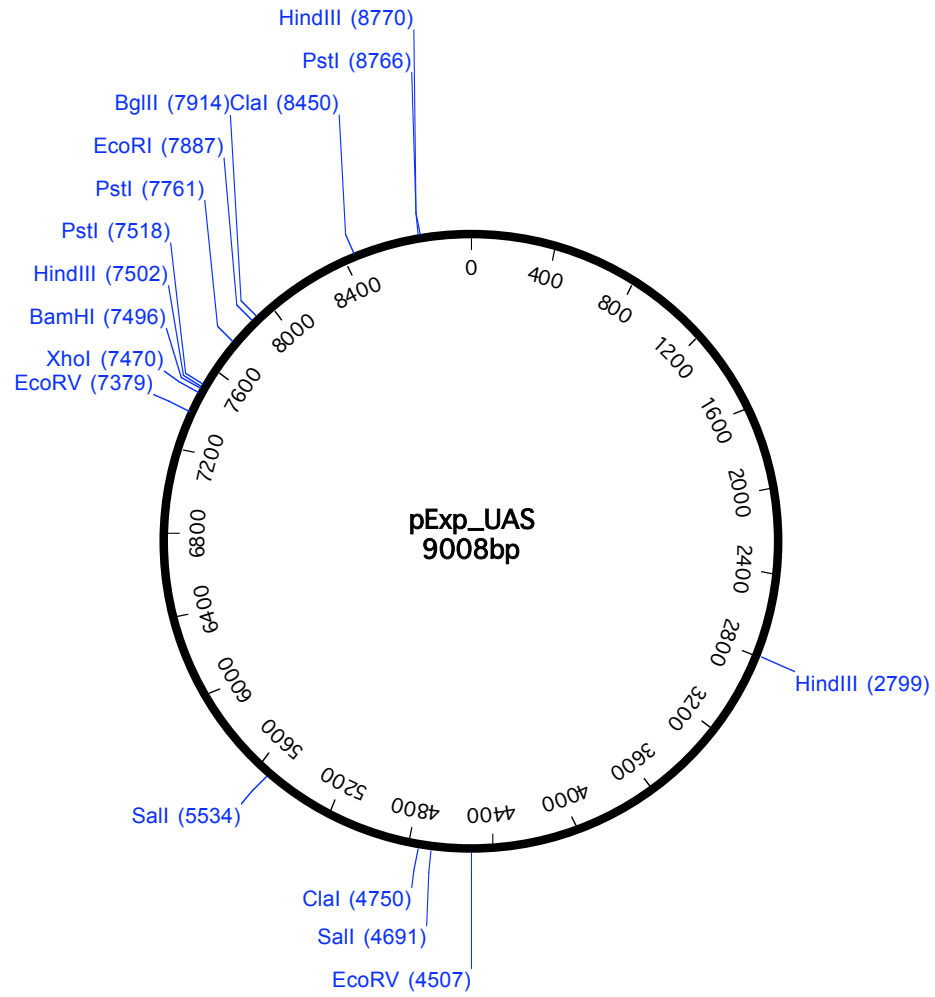 HindIII (8770)
PstI (8766)
BglII (7914)
ClaI (8450)
EcoRI (7887)
PstI (7761)
PstI (7518)
HindIII (7502)
BamHI (7496)
XhoI (7470)
EcoRV (7379)
0
400
800
1200
1600
2000
2400
2800
3200
3600
4000
4400
4800
5200
5600
6000
6400
6800
7200
7600
8000
8400
pExp_UAS
9008bp
HindIII (2799)
SalI (5534)
ClaI (4750)
SalI (4691)
EcoRV (4507)